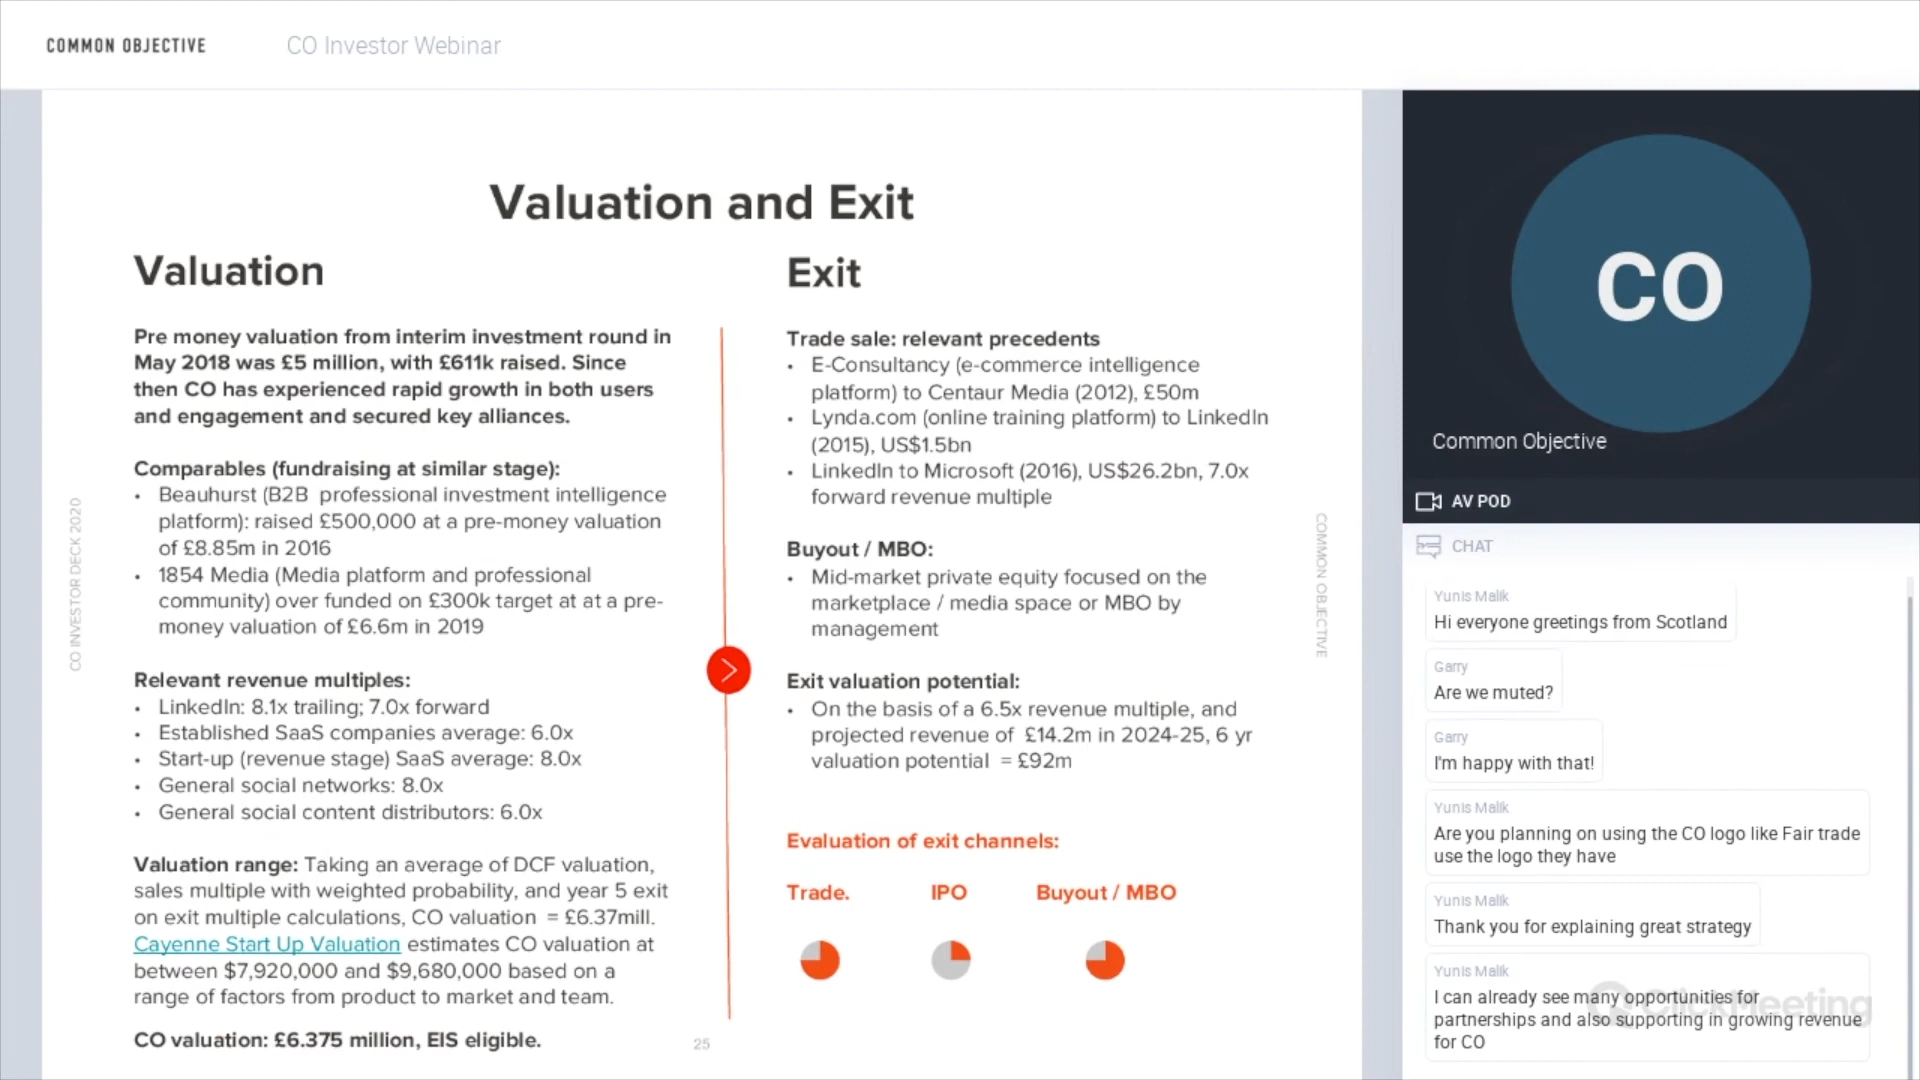 COMMON OBJECTIVE
CO Investor Webinar
Valuation and Exit
Valuation
Pre money valuation from interim investment round in
May 2018 was £5 million, with £611k raised. Since
then CO has experienced rapid growth in both users
and engagement and secured key alliances.
Comparables (fundraising at similar stage):
• Beauhurst (B2B professional investment intelligence
platform): raised £500,000 at a pre-money valuation
of £8.85m in 2016
• 1854 Media (Media platform and professional
community) over funded on £300k target at at a pre-
money valuation of £6.6m in 2019
Relevant revenue multiples:
• LinkedIn: 8.1x trailing; 7.0x forward
• Established SaaS companies average: 6.0x
• Start-up (revenue stage) SaaS average: 8.0x
• General social networks: 8.0x
• General social content distributors: 6.0x
Valuation range: Taking an average of DCF valuation,
sales multiple with weighted probability, and year 5 exit
on exit multiple calculations, CO valuation = £6.37mill.
Cayenne Start Up Valuation estimates CO valuation at
between $7,920,000 and $9,680,000 based on a
range of factors from product to market and team.
CO valuation: £6.375 million, EIS eligible.
Exit
Trade sale: relevant precedents
• E-Consultancy (e-commerce intelligence
platform) to Centaur Media (2012), £50m
• Lynda.com (online training platform) to LinkedIn
(2015), US$1.5bn
• LinkedIn to Microsoft (2016), US$26.2bn, 7.0x
forward revenue multiple
Buyout / MBO:
• Mid-market private equity focused on the
marketplace / media space or MBO by
management
Exit valuation potential:
• On the basis of a 6.5x revenue multiple, and
projected revenue of £14.2m in 2024-25, 6 yr
valuation potential = £92m
Evaluation of exit channels:
Trade. IPO Buyout / MBO
25
CO INVESTOR DECK 2020
COMMON OBJECTIVE
CO
Common Objective
AV POD
CHAT
Yunis Malik
Hi everyone greetings from Scotland
Garry
Are we muted?
Garry
I'm happy with that!
Yunis Malik
Are you planning on using the CO logo like Fair trade
use the logo they have
Yunis Malik
Thank you for explaining great strategy
Yunis Malik
I can already see many opportunities for
partnerships and also supporting in growing revenue
for CO
ClickMeeting